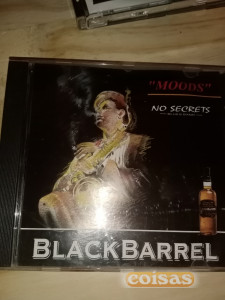 "MOODS"
NO SECRETS
BLACKBARREL
coisas